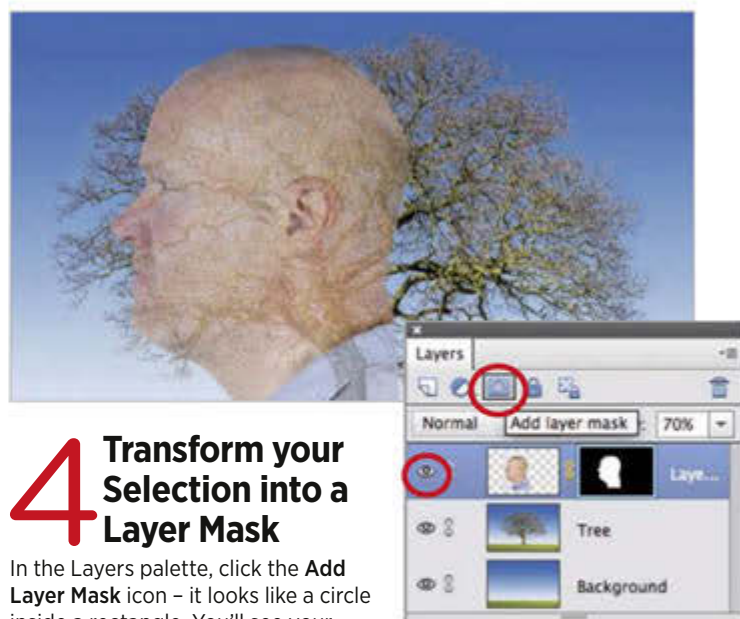 Layers
Normal
Add layer mask
70%
Laye...
Tree
Background
4 Transform your
Selection into a
Layer Mask
In the Layers palette, click the Add
Layer Mask icon – it looks like a circle
inside a rectangle. You'll see your